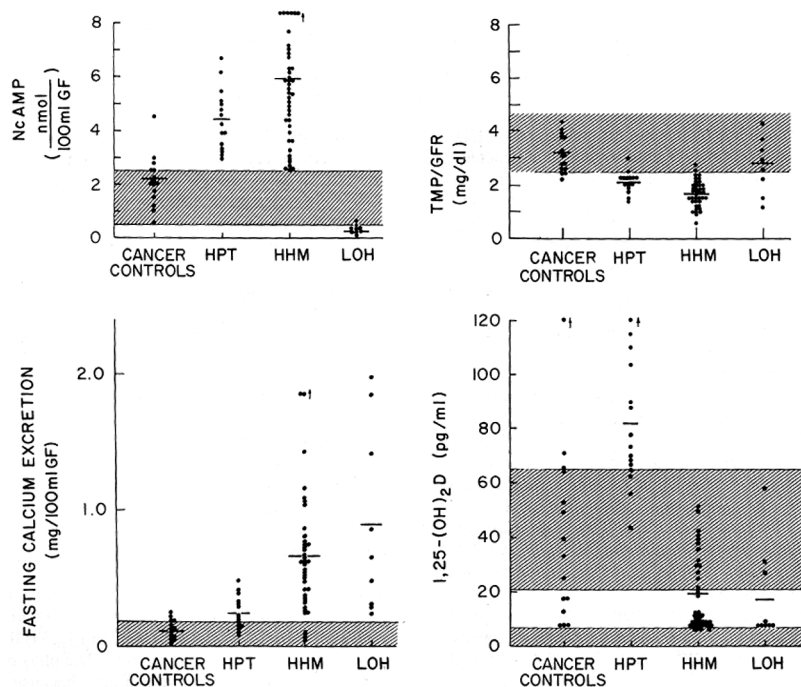 NcAMP
( nmol / 100ml GF )
8
6
4
2
0
CANCER CONTROLS
HPT
HHM
LOH
TMP/GFR
(mg/dl)
8
6
4
2
0
CANCER CONTROLS
HPT
HHM
LOH
FASTING CALCIUM EXCRETION
(mg/100ml GF)
2.0
1.0
0
CANCER CONTROLS
HPT
HHM
LOH
1,25-(OH)2D (pg/ml)
120
100
80
60
40
20
0
CANCER CONTROLS
HPT
HHM
LOH